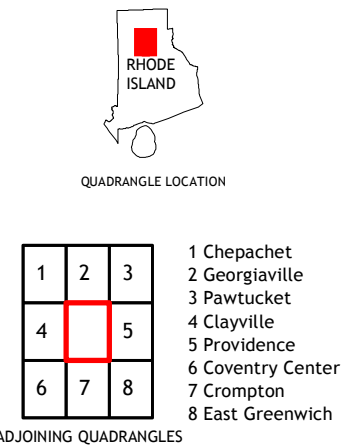 RHODE
ISLAND
QUADRANGLE LOCATION
1 2 3
4 5
6 7 8
1 Chepachet
2 Georgiaville
3 Pawtucket
4 Clayville
5 Providence
6 Coventry Center
7 Crompton
8 East Greenwich
ADJOINING QUADRANGLES